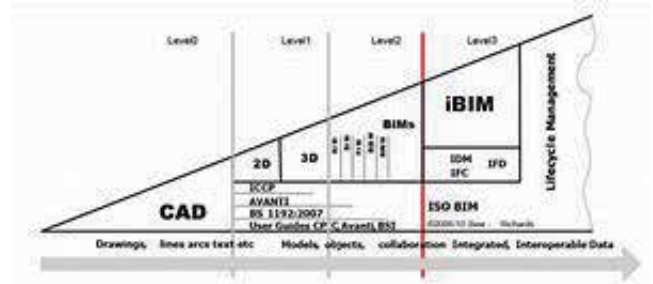 Level0 Level1 Level2 Level3
iBIM
BIMs
2D 3D
IDM IFD
IFC
Lifecycle Management
ICCP
AVANTI
CAD
BS 1192:2007
ISO BIM
User Guides CP C, Avanti, BSI
Drawings, lines arcs text etc Models, objects, collaboration Integrated, Interoperable Data